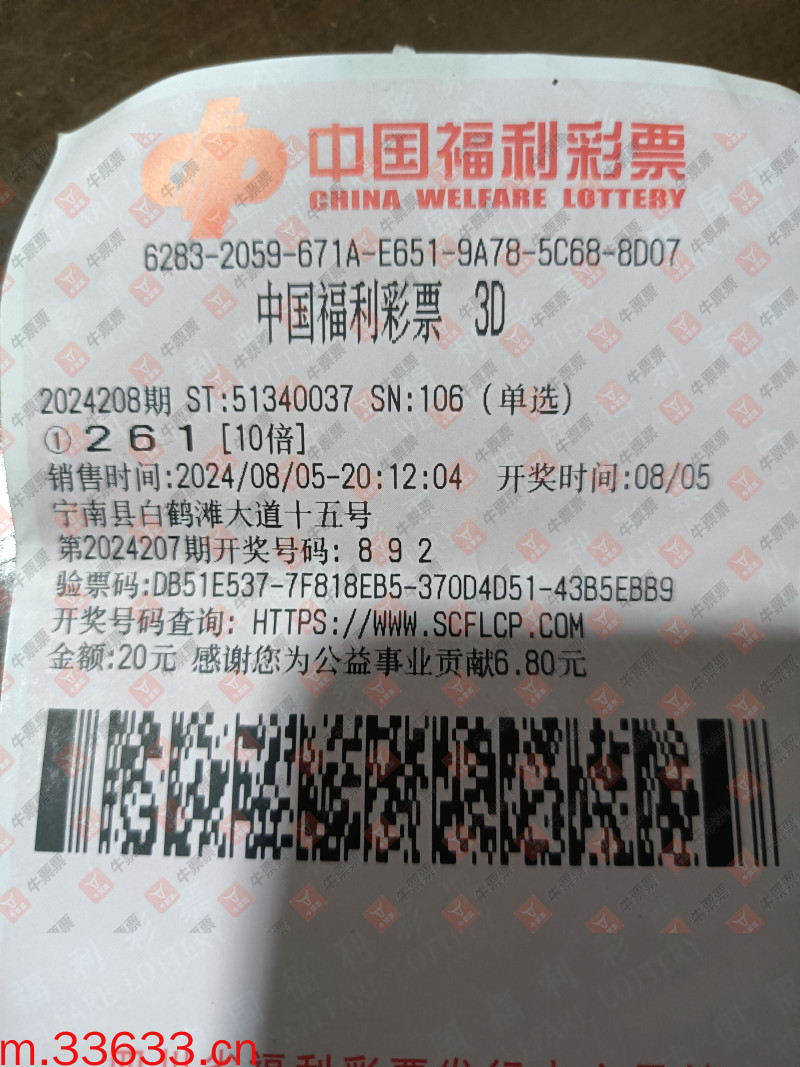 中国福利彩票
CHINA WELFARE LOTTERY
6283-2059-671A-E651-9A78-5C68-8D07
中国福利彩票 3D
2024208期 ST:51340037 SN:106 (单选)
① 2 6 1 [10倍]
销售时间:2024/08/05-20:12:04 开奖时间:08/05
宁南县白鹤滩大道十五号
第2024207期开奖号码: 8 9 2
验票码:DB51E537-7F818EB5-370D4D51-43B5EBB9
开奖号码查询: HTTPS://WWW.SCFLCP.COM
金额:20元 感谢您为公益事业贡献6.80元
牛票票
m.33633.cn